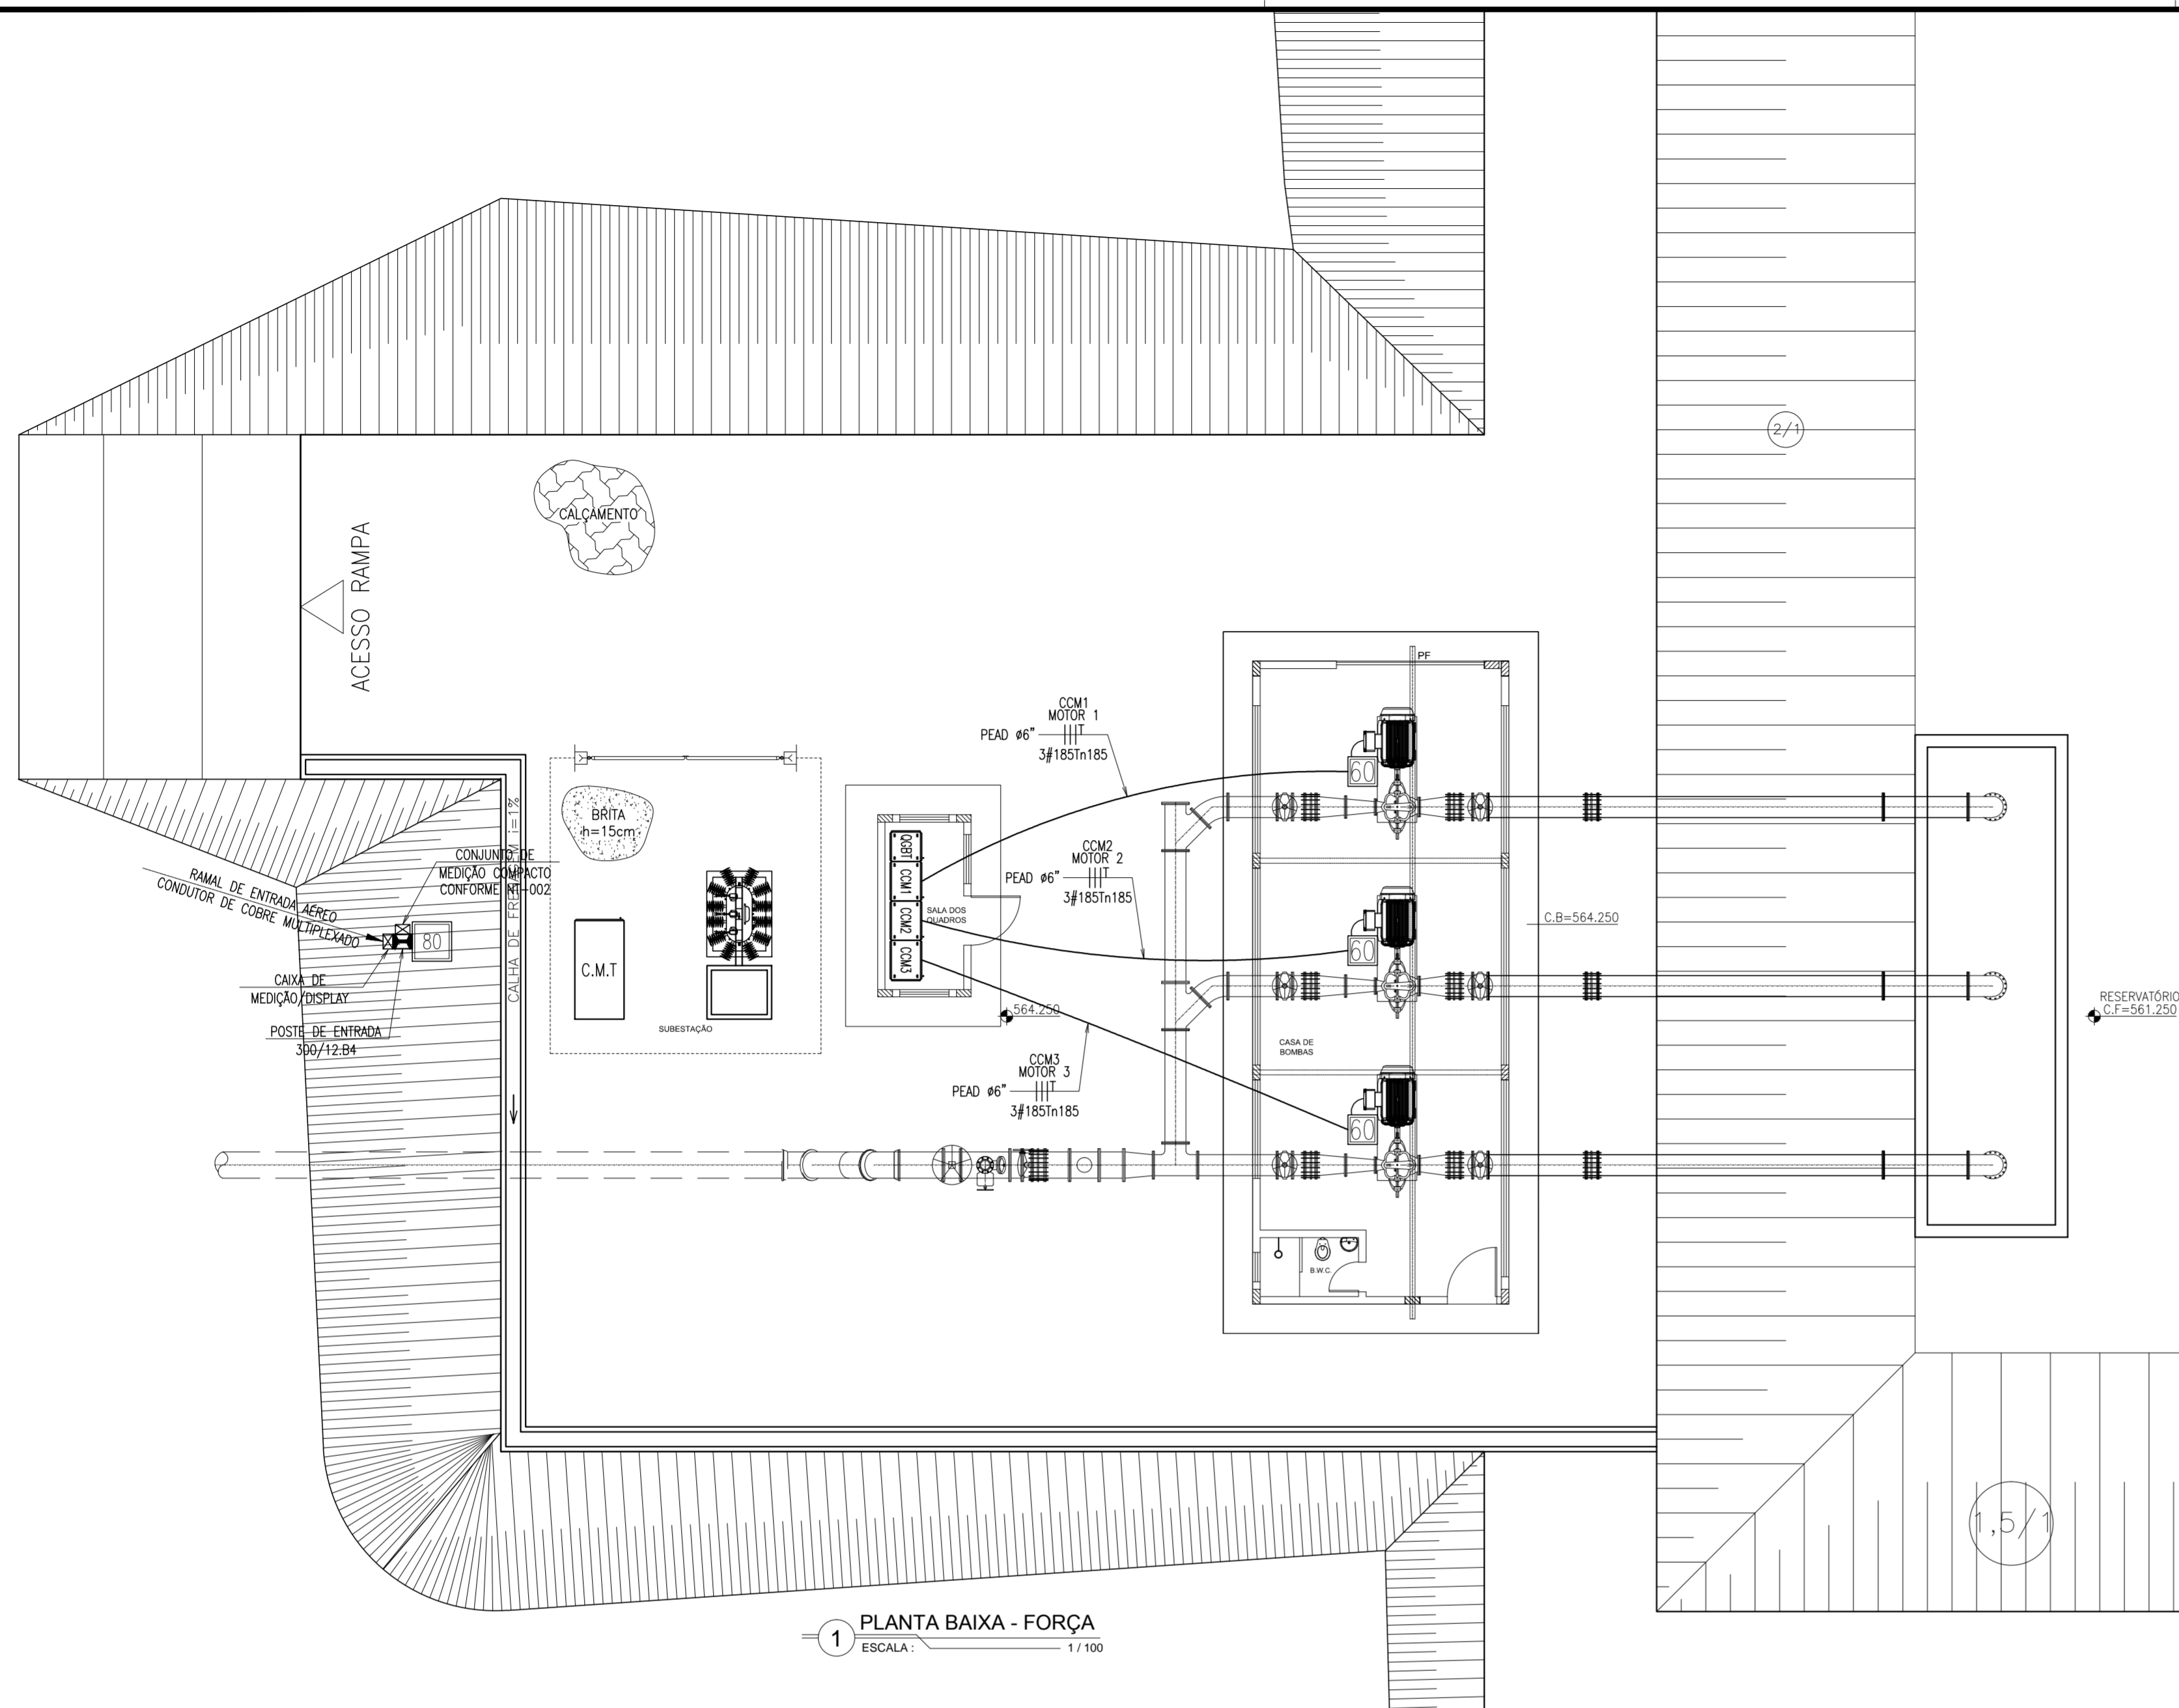 2/1
CALÇAMENTO
ACESSO RAMPA
PF
CCM1
MOTOR 1
PEAD ø6"
T
3#185Tn185
60
BRITA
h=15cm
CALHA DE
i=1%
CONJUNTO DE
MEDIÇÃO COMPACTO
CONFORME NT-002
RAMAL DE ENTRADA AÉREO
CONDUTOR DE COBRE MULTIPLEXADO
80
CAIXA DE
MEDIÇÃO/DISPLAY
POSTE DE ENTRADA
300/12.B4
C.M.T
SUBESTAÇÃO
QGBT
CCM1
CCM2
CCM3
SALA DOS
QUADROS
564.250
CCM2
MOTOR 2
PEAD ø6"
T
3#185Tn185
60
C.B=564.250
RESERVATÓRIO
C.F=561.250
CASA DE
BOMBAS
CCM3
MOTOR 3
PEAD ø6"
T
3#185Tn185
60
B.W.C.
1,5/1
1
PLANTA BAIXA - FORÇA
ESCALA :
1 / 100